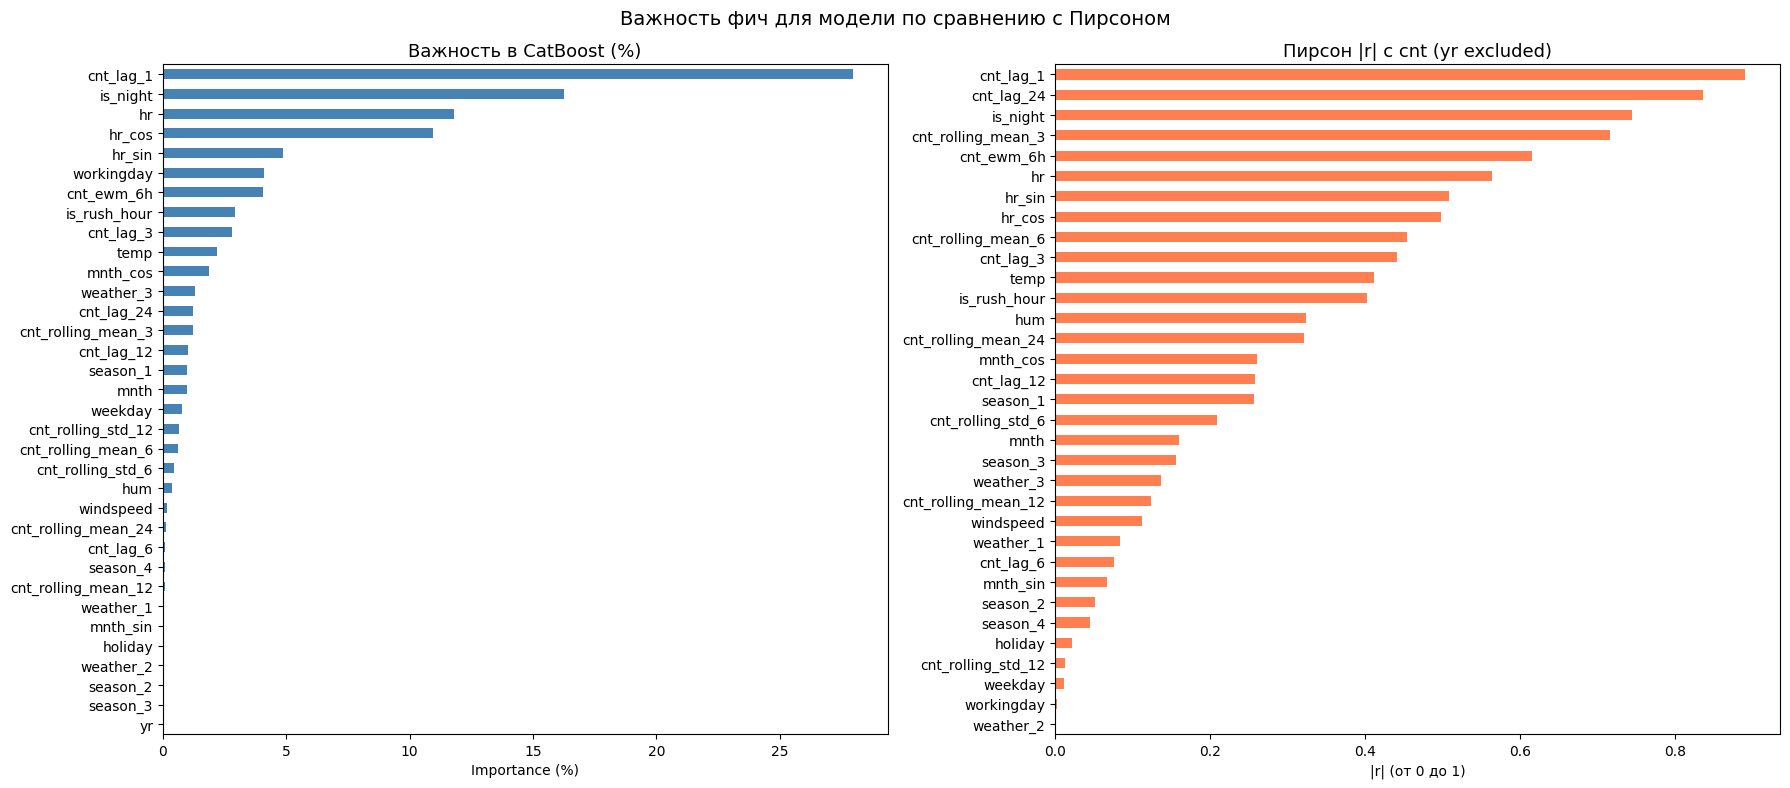 Важность фич для модели по сравнению с Пирсоном
Важность в CatBoost (%)
cnt_lag_1
is_night
hr
hr_cos
hr_sin
workingday
cnt_ewm_6h
is_rush_hour
cnt_lag_3
temp
mnth_cos
weather_3
cnt_lag_24
cnt_rolling_mean_3
cnt_lag_12
season_1
mnth
weekday
cnt_rolling_std_12
cnt_rolling_mean_6
cnt_rolling_std_6
hum
windspeed
cnt_rolling_mean_24
cnt_lag_6
season_4
cnt_rolling_mean_12
weather_1
mnth_sin
holiday
weather_2
season_2
season_3
yr
0 5 10 15 20 25
Importance (%)
Пирсон |r| с cnt (yr excluded)
cnt_lag_1
cnt_lag_24
is_night
cnt_rolling_mean_3
cnt_ewm_6h
hr
hr_sin
hr_cos
cnt_rolling_mean_6
cnt_lag_3
temp
is_rush_hour
hum
cnt_rolling_mean_24
mnth_cos
cnt_lag_12
season_1
cnt_rolling_std_6
mnth
season_3
weather_3
cnt_rolling_mean_12
windspeed
weather_1
cnt_lag_6
mnth_sin
season_2
season_4
holiday
cnt_rolling_std_12
weekday
workingday
weather_2
0.0 0.2 0.4 0.6 0.8
|r| (от 0 до 1)